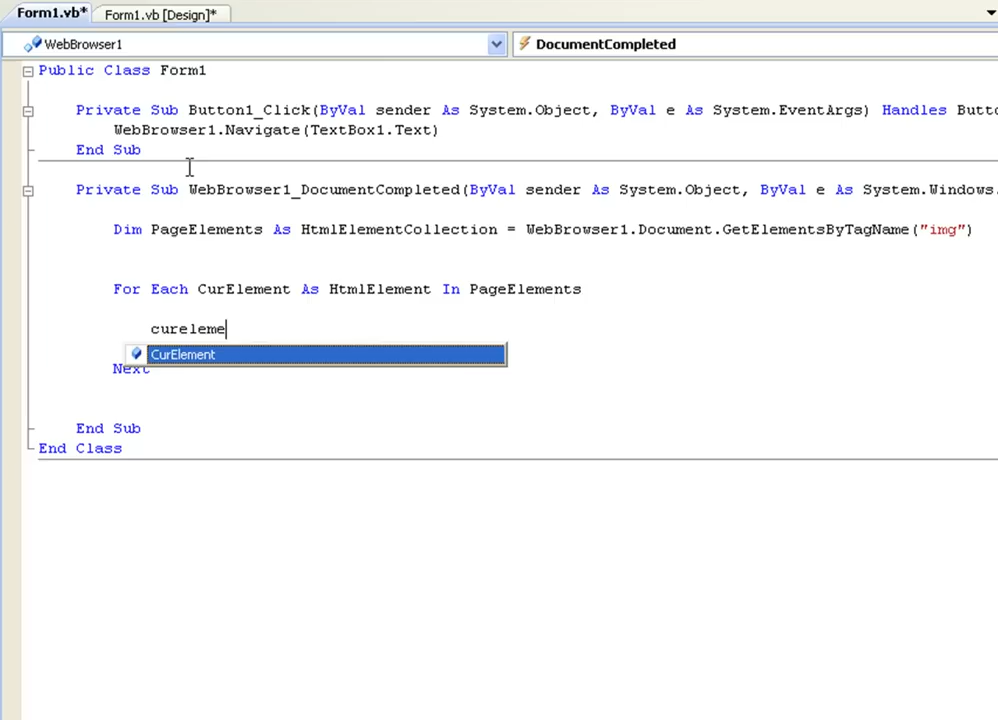 Form1.vb* Form1.vb [Design]*
WebBrowser1 DocumentCompleted
Public Class Form1
Private Sub Button1_Click(ByVal sender As System.Object, ByVal e As System.EventArgs) Handles Butto
WebBrowser1.Navigate(TextBox1.Text)
End Sub
Private Sub WebBrowser1_DocumentCompleted(ByVal sender As System.Object, ByVal e As System.Windows.
Dim PageElements As HtmlElementCollection = WebBrowser1.Document.GetElementsByTagName("img")
For Each CurElement As HtmlElement In PageElements
cureleme
CurElement
Next
End Sub
End Class